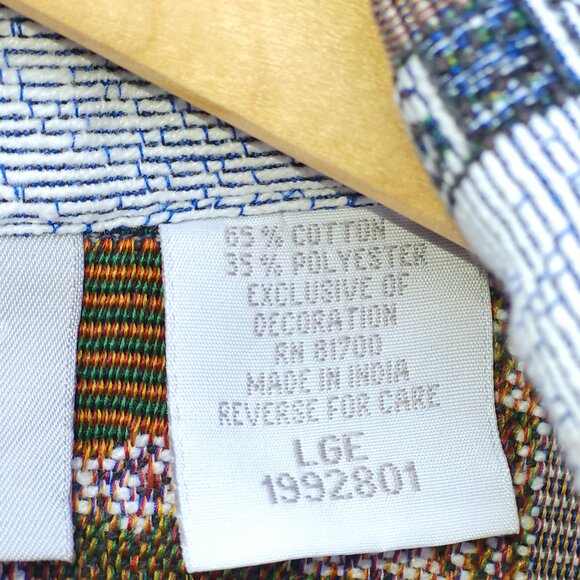 65% COTTON
35% POLYESTER
EXCLUSIVE OF
DECORATION
RN 81700
MADE IN INDIA
REVERSE FOR CARE
LGE
1992801